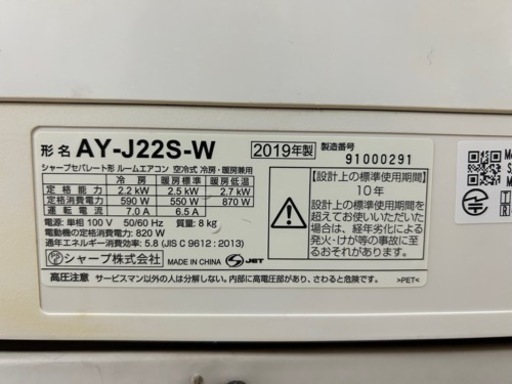 形名 AY-J22S-W 2019年製 製造番号 91000291
シャープセパレート形 ルームエアコン 空冷式 冷房・暖房兼用
冷 房 暖房標準 暖房低温
定 格 能 力 2.2kW 2.5kW 2.7kW
定格消費電力 590 W 550 W 870 W
運 転 電 流 7.0 A 6.5 A
電源:単相 100 V 50/60 Hz 質量:8 kg
電動機の定格消費電力:820 W
通年エネルギー消費効率:5.8 (JIS C 9612:2013)
シャープ株式会社 MADE IN CHINA JET
【設計上の標準使用期間】
10年
設計上の標準使用期間を
超えてお使いいただいた
場合は、経年劣化による
発火・けが等の事故に至
るおそれがあります。
高圧注意 サービスマン以外の人は分解しない。内部に高電圧部があり、さわると危険です。
>PET<